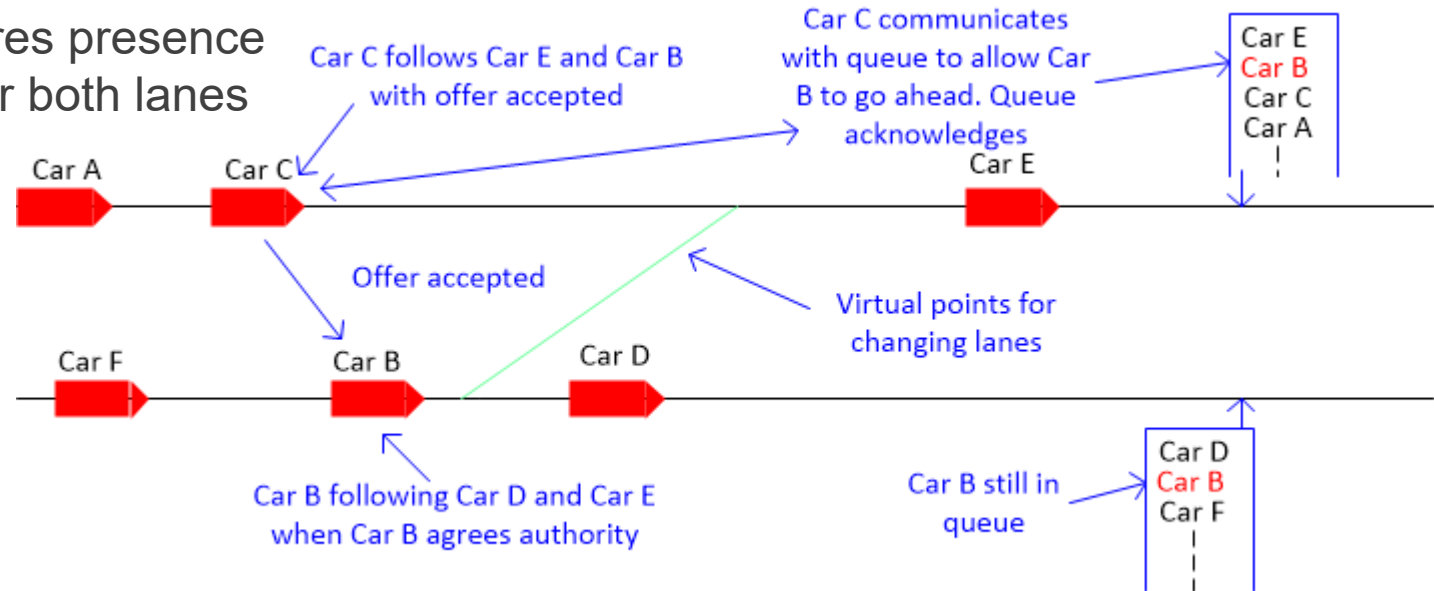 res presence
r both lanes
Car C follows Car E and Car B
with offer accepted
Car C communicates
with queue to allow Car
B to go ahead. Queue
acknowledges
Car E
Car B
Car C
Car A
Car A
Car C
Car E
Offer accepted
Virtual points for
changing lanes
Car F
Car B
Car D
Car B following Car D and Car E
when Car B agrees authority
Car B still in
queue
Car D
Car B
Car F